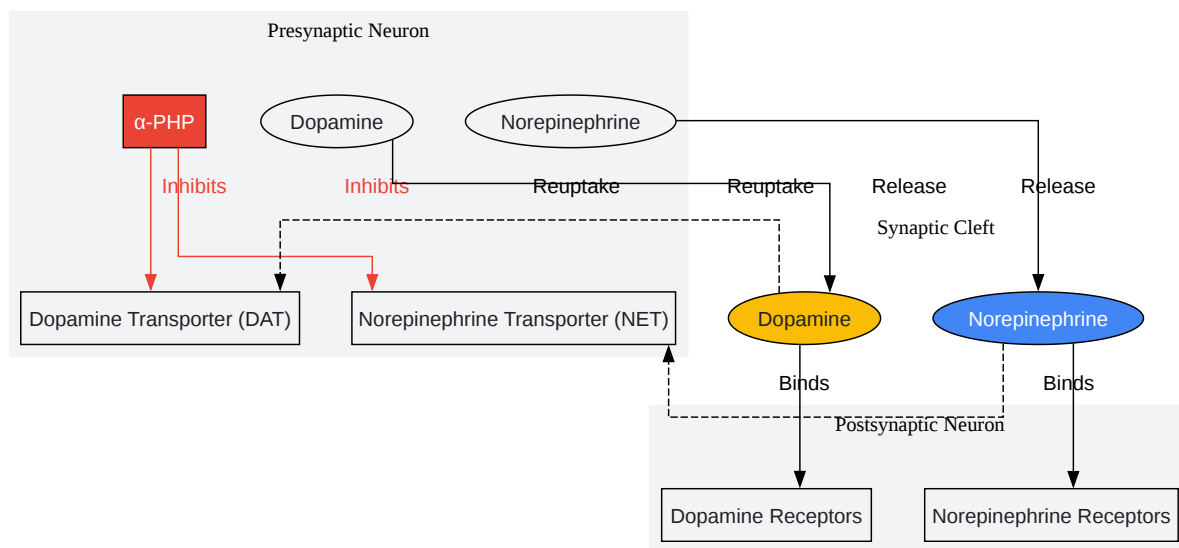 Presynaptic Neuron
α-PHP
Dopamine
Norepinephrine
Inhibits
Inhibits
Reuptake
Reuptake
Release
Release
Synaptic Cleft
Dopamine Transporter (DAT)
Norepinephrine Transporter (NET)
Dopamine
Norepinephrine
Binds
Binds
Postsynaptic Neuron
Dopamine Receptors
Norepinephrine Receptors